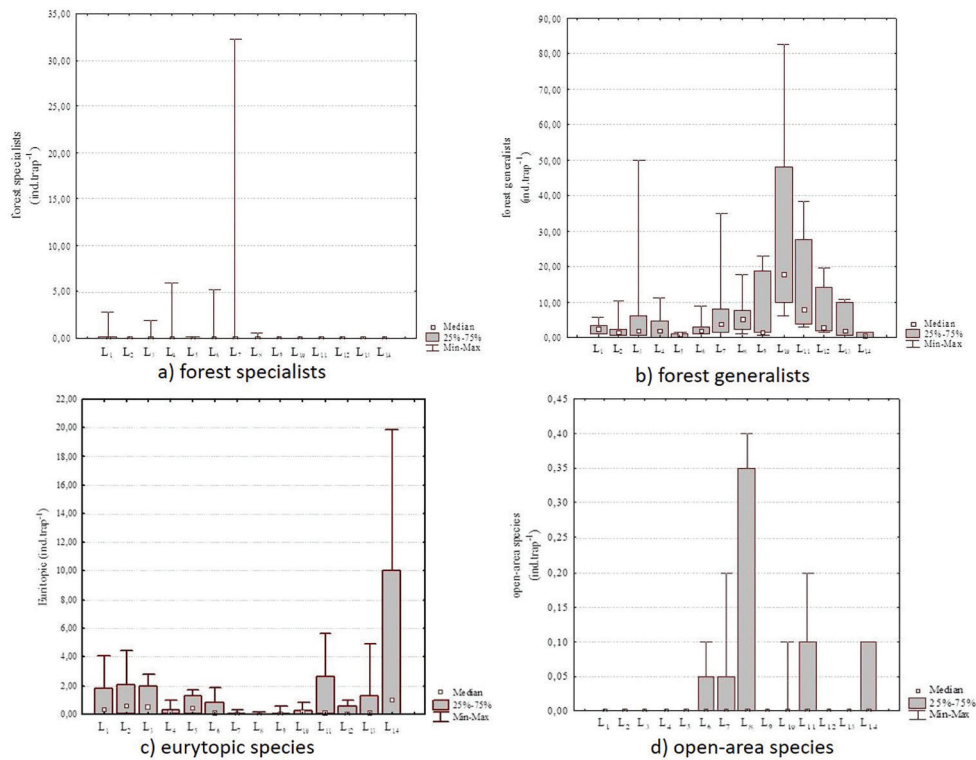 35,00
30,00
25,00
20,00
15,00
10,00
5,00
0,00
forest specialists
(ind.trap-1)
L1 L2 L3 L4 L5 L6 L7 L8 L9 L10 L11 L12 L13 L14
Median
25%-75%
Min-Max
a) forest specialists
90,00
80,00
70,00
60,00
50,00
40,00
30,00
20,00
10,00
0,00
forest generalists
(ind.trap-1)
L1 L2 L3 L4 L5 L6 L7 L8 L9 L10 L11 L12 L13 L14
Median
25%-75%
Min-Max
b) forest generalists
22,00
20,00
18,00
16,00
14,00
12,00
10,00
8,00
6,00
4,00
2,00
0,00
Euritopic (ind.trap-1)
L1 L2 L3 L4 L5 L6 L7 L8 L9 L10 L11 L12 L13 L14
Median
25%-75%
Min-Max
c) eurytopic species
0,45
0,40
0,35
0,30
0,25
0,20
0,15
0,10
0,05
0,00
open-area species
(ind.trap-1)
L1 L2 L3 L4 L5 L6 L7 L8 L9 L10 L11 L12 L13 L14
Median
25%-75%
Min-Max
d) open-area species